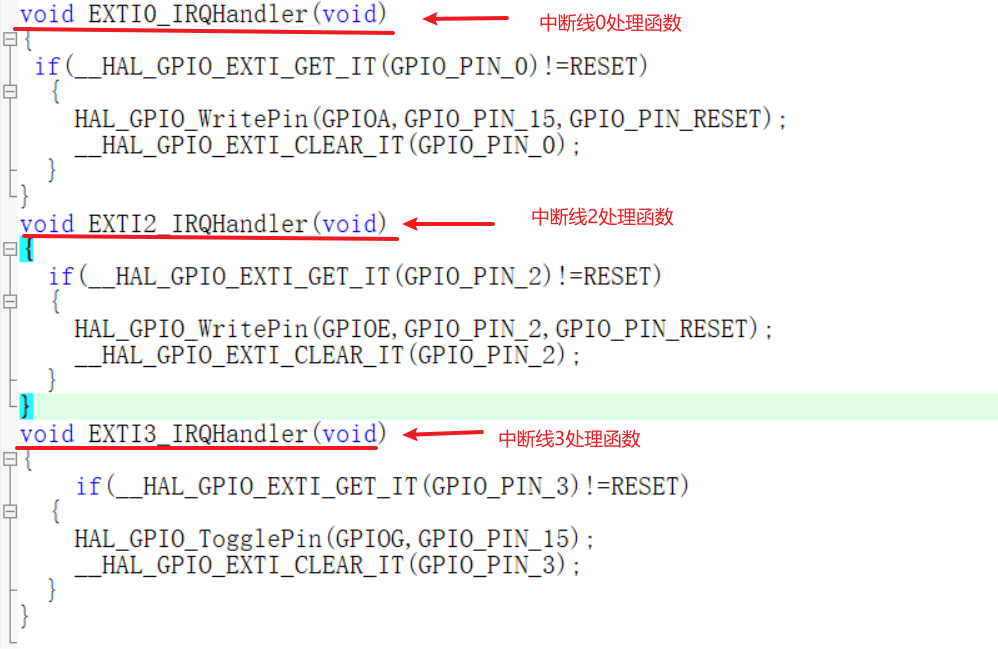 void EXTI0_IRQHandler(void) 中断线0处理函数
{
if(__HAL_GPIO_EXTI_GET_IT(GPIO_PIN_0)!=RESET)
{
HAL_GPIO_WritePin(GPIOA,GPIO_PIN_15,GPIO_PIN_RESET);
__HAL_GPIO_EXTI_CLEAR_IT(GPIO_PIN_0);
}
}
void EXTI2_IRQHandler(void) 中断线2处理函数
{
if(__HAL_GPIO_EXTI_GET_IT(GPIO_PIN_2)!=RESET)
{
HAL_GPIO_WritePin(GPIOE,GPIO_PIN_2,GPIO_PIN_RESET);
__HAL_GPIO_EXTI_CLEAR_IT(GPIO_PIN_2);
}
}
void EXTI3_IRQHandler(void) 中断线3处理函数
{
if(__HAL_GPIO_EXTI_GET_IT(GPIO_PIN_3)!=RESET)
{
HAL_GPIO_TogglePin(GPIOG,GPIO_PIN_15);
__HAL_GPIO_EXTI_CLEAR_IT(GPIO_PIN_3);
}
}